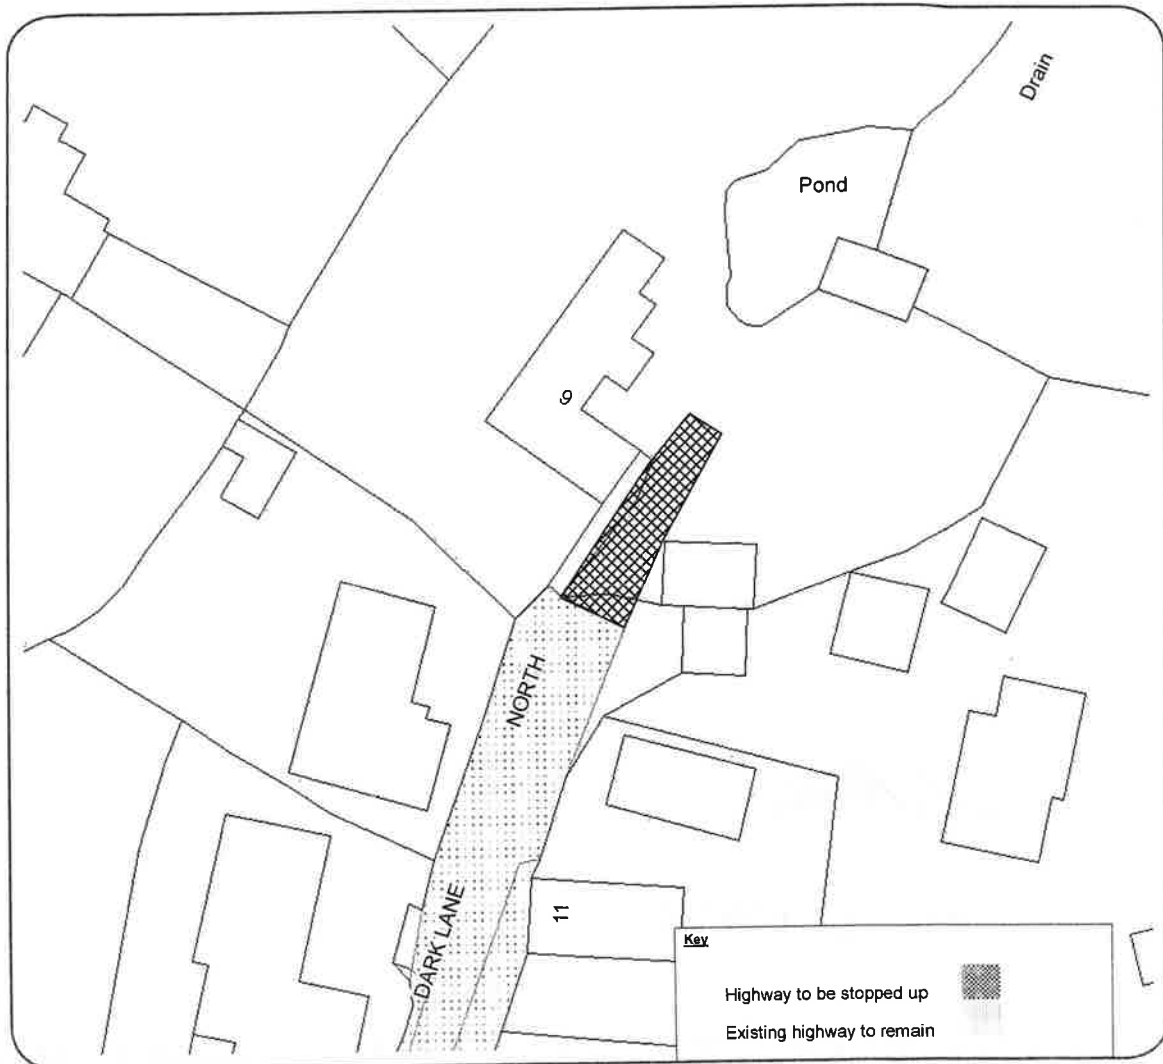 Drain
Pond
9
NORTH
DARK LANE
11
Key
Highway to be stopped up
Existing highway to remain